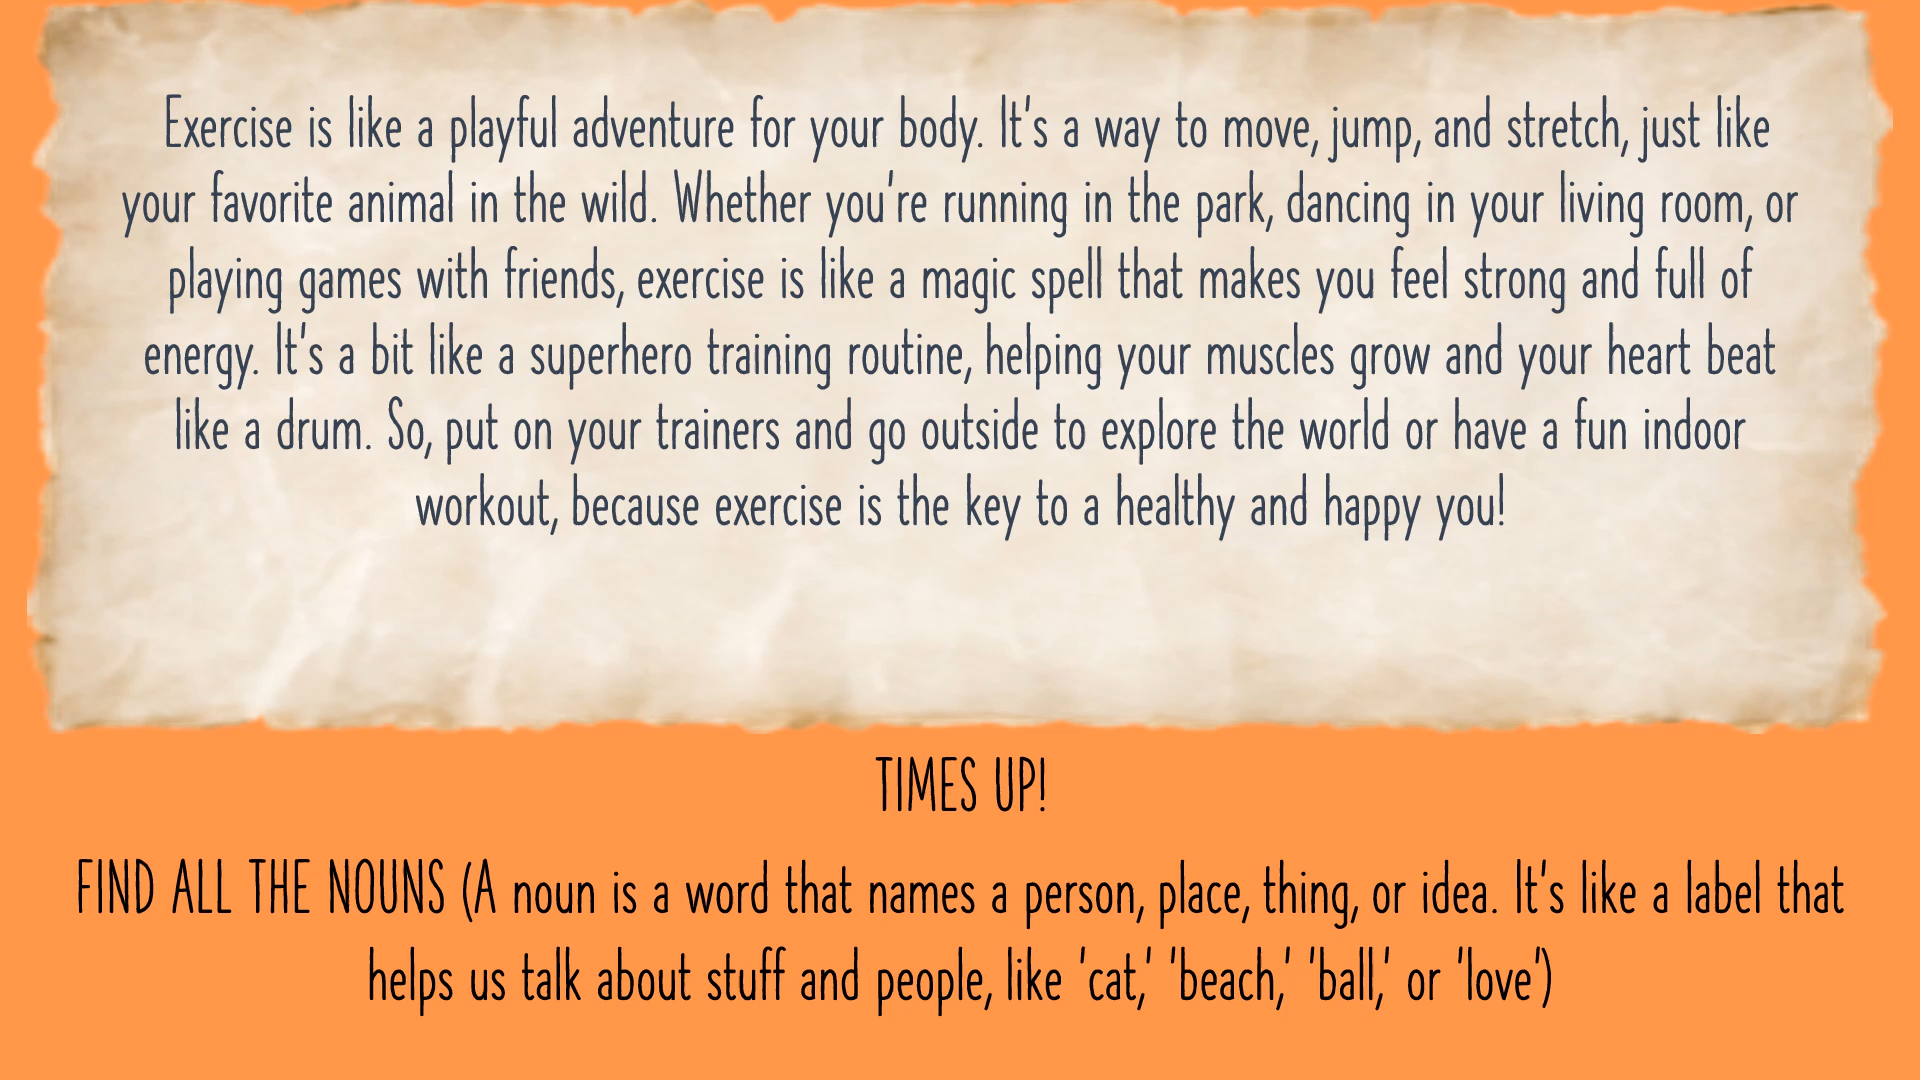 Exercise is like a playful adventure for your body. It's a way to move, jump, and stretch, just like
your favorite animal in the wild. Whether you're running in the park, dancing in your living room, or
playing games with friends, exercise is like a magic spell that makes you feel strong and full of
energy. It's a bit like a superhero training routine, helping your muscles grow and your heart beat
like a drum. So, put on your trainers and go outside to explore the world or have a fun indoor
workout, because exercise is the key to a healthy and happy you!
TIMES UP!
FIND ALL THE NOUNS (A noun is a word that names a person, place, thing, or idea. It's like a label that
helps us talk about stuff and people, like 'cat,' 'beach,' 'ball,' or 'love')